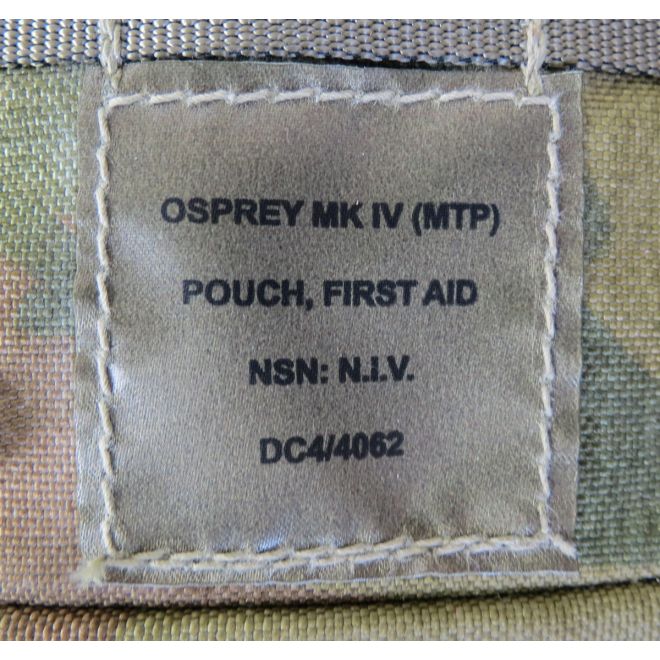 OSPREY MK IV (MTP)
POUCH, FIRST AID
NSN: N.I.V.
DC4/4062